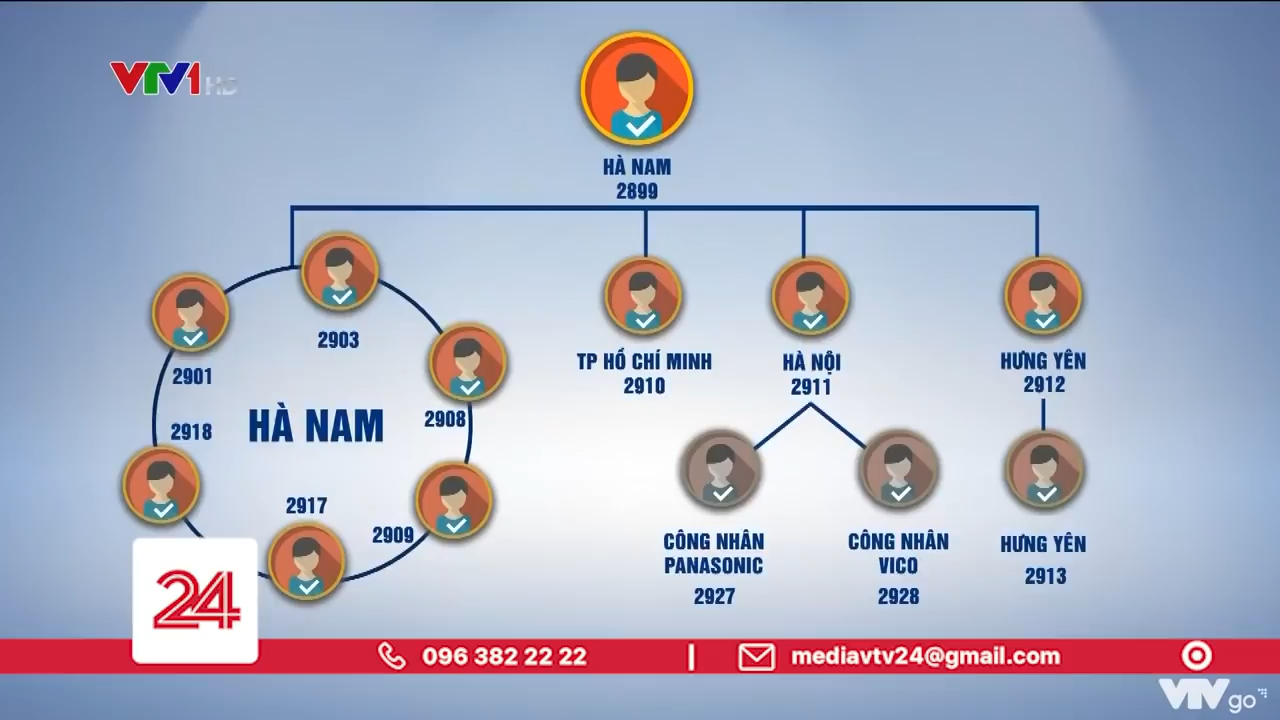 VTV1 HD
HÀ NAM
2899
2903
2901
2908
2918
HÀ NAM
2917
2909
TP HỒ CHÍ MINH
2910
HÀ NỘI
2911
HƯNG YÊN
2912
CÔNG NHÂN
PANASONIC
2927
CÔNG NHÂN
VICO
2928
HƯNG YÊN
2913
24
096 382 22 22 | mediavtv24@gmail.com
VTVgo